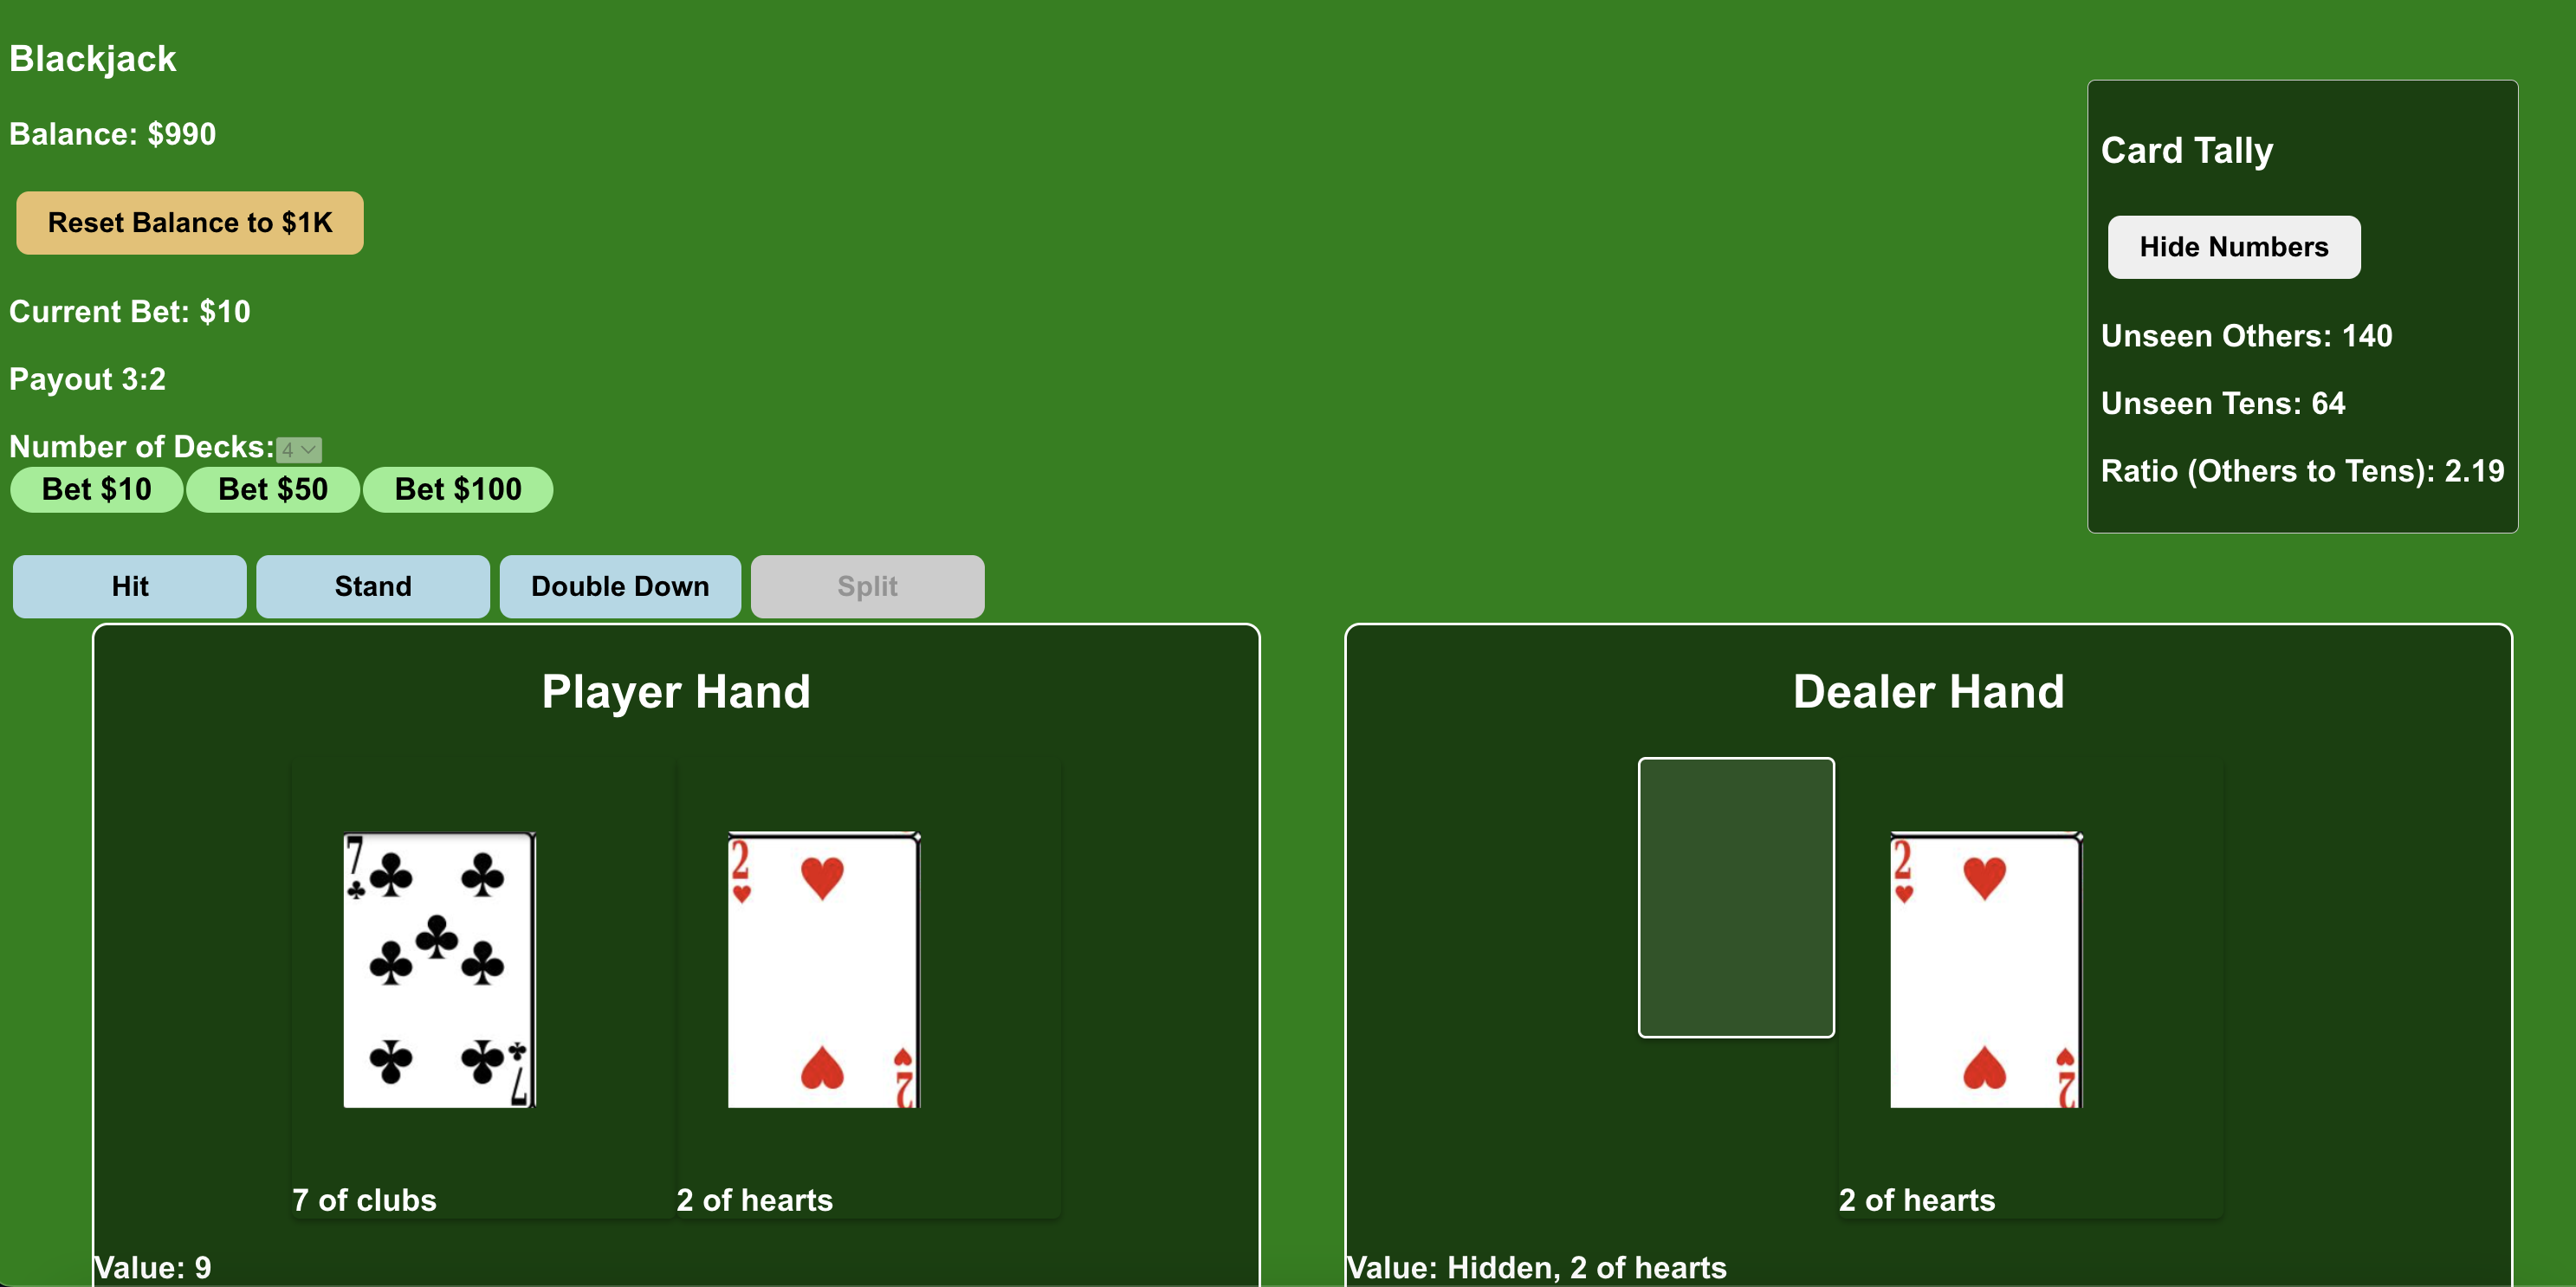 Blackjack
Balance: $990
Reset Balance to $1K
Current Bet: $10
Payout 3:2
Number of Decks: 4
Bet $10 Bet $50 Bet $100
Card Tally
Hide Numbers
Unseen Others: 140
Unseen Tens: 64
Ratio (Others to Tens): 2.19
Hit Stand Double Down Split
Player Hand
7
7
2
2
7 of clubs 2 of hearts
Value: 9
Dealer Hand
2
2
2 of hearts
Value: Hidden, 2 of hearts